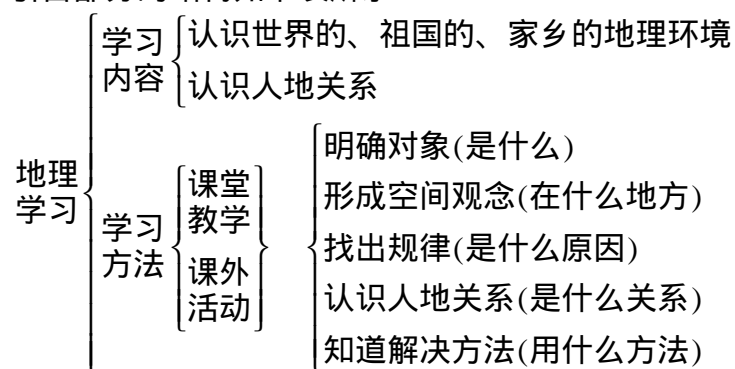 学习内容
认识世界的、祖国的、家乡的地理环境
认识人地关系
地理学习
学习方法
课堂教学
课外活动
明确对象(是什么)
形成空间观念(在什么地方)
找出规律(是什么原因)
认识人地关系(是什么关系)
知道解决方法(用什么方法)